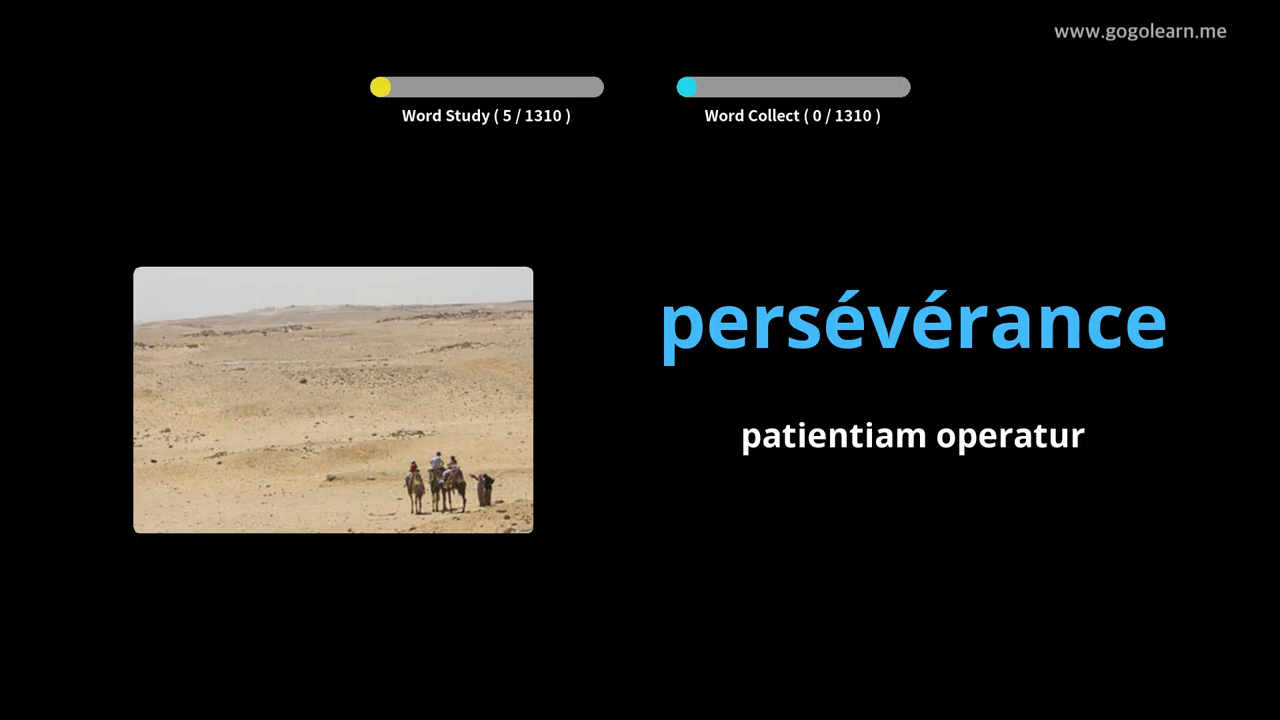 www.gogolearn.me
Word Study ( 5 / 1310 )
Word Collect ( 0 / 1310 )
persévérance
patientiam operatur